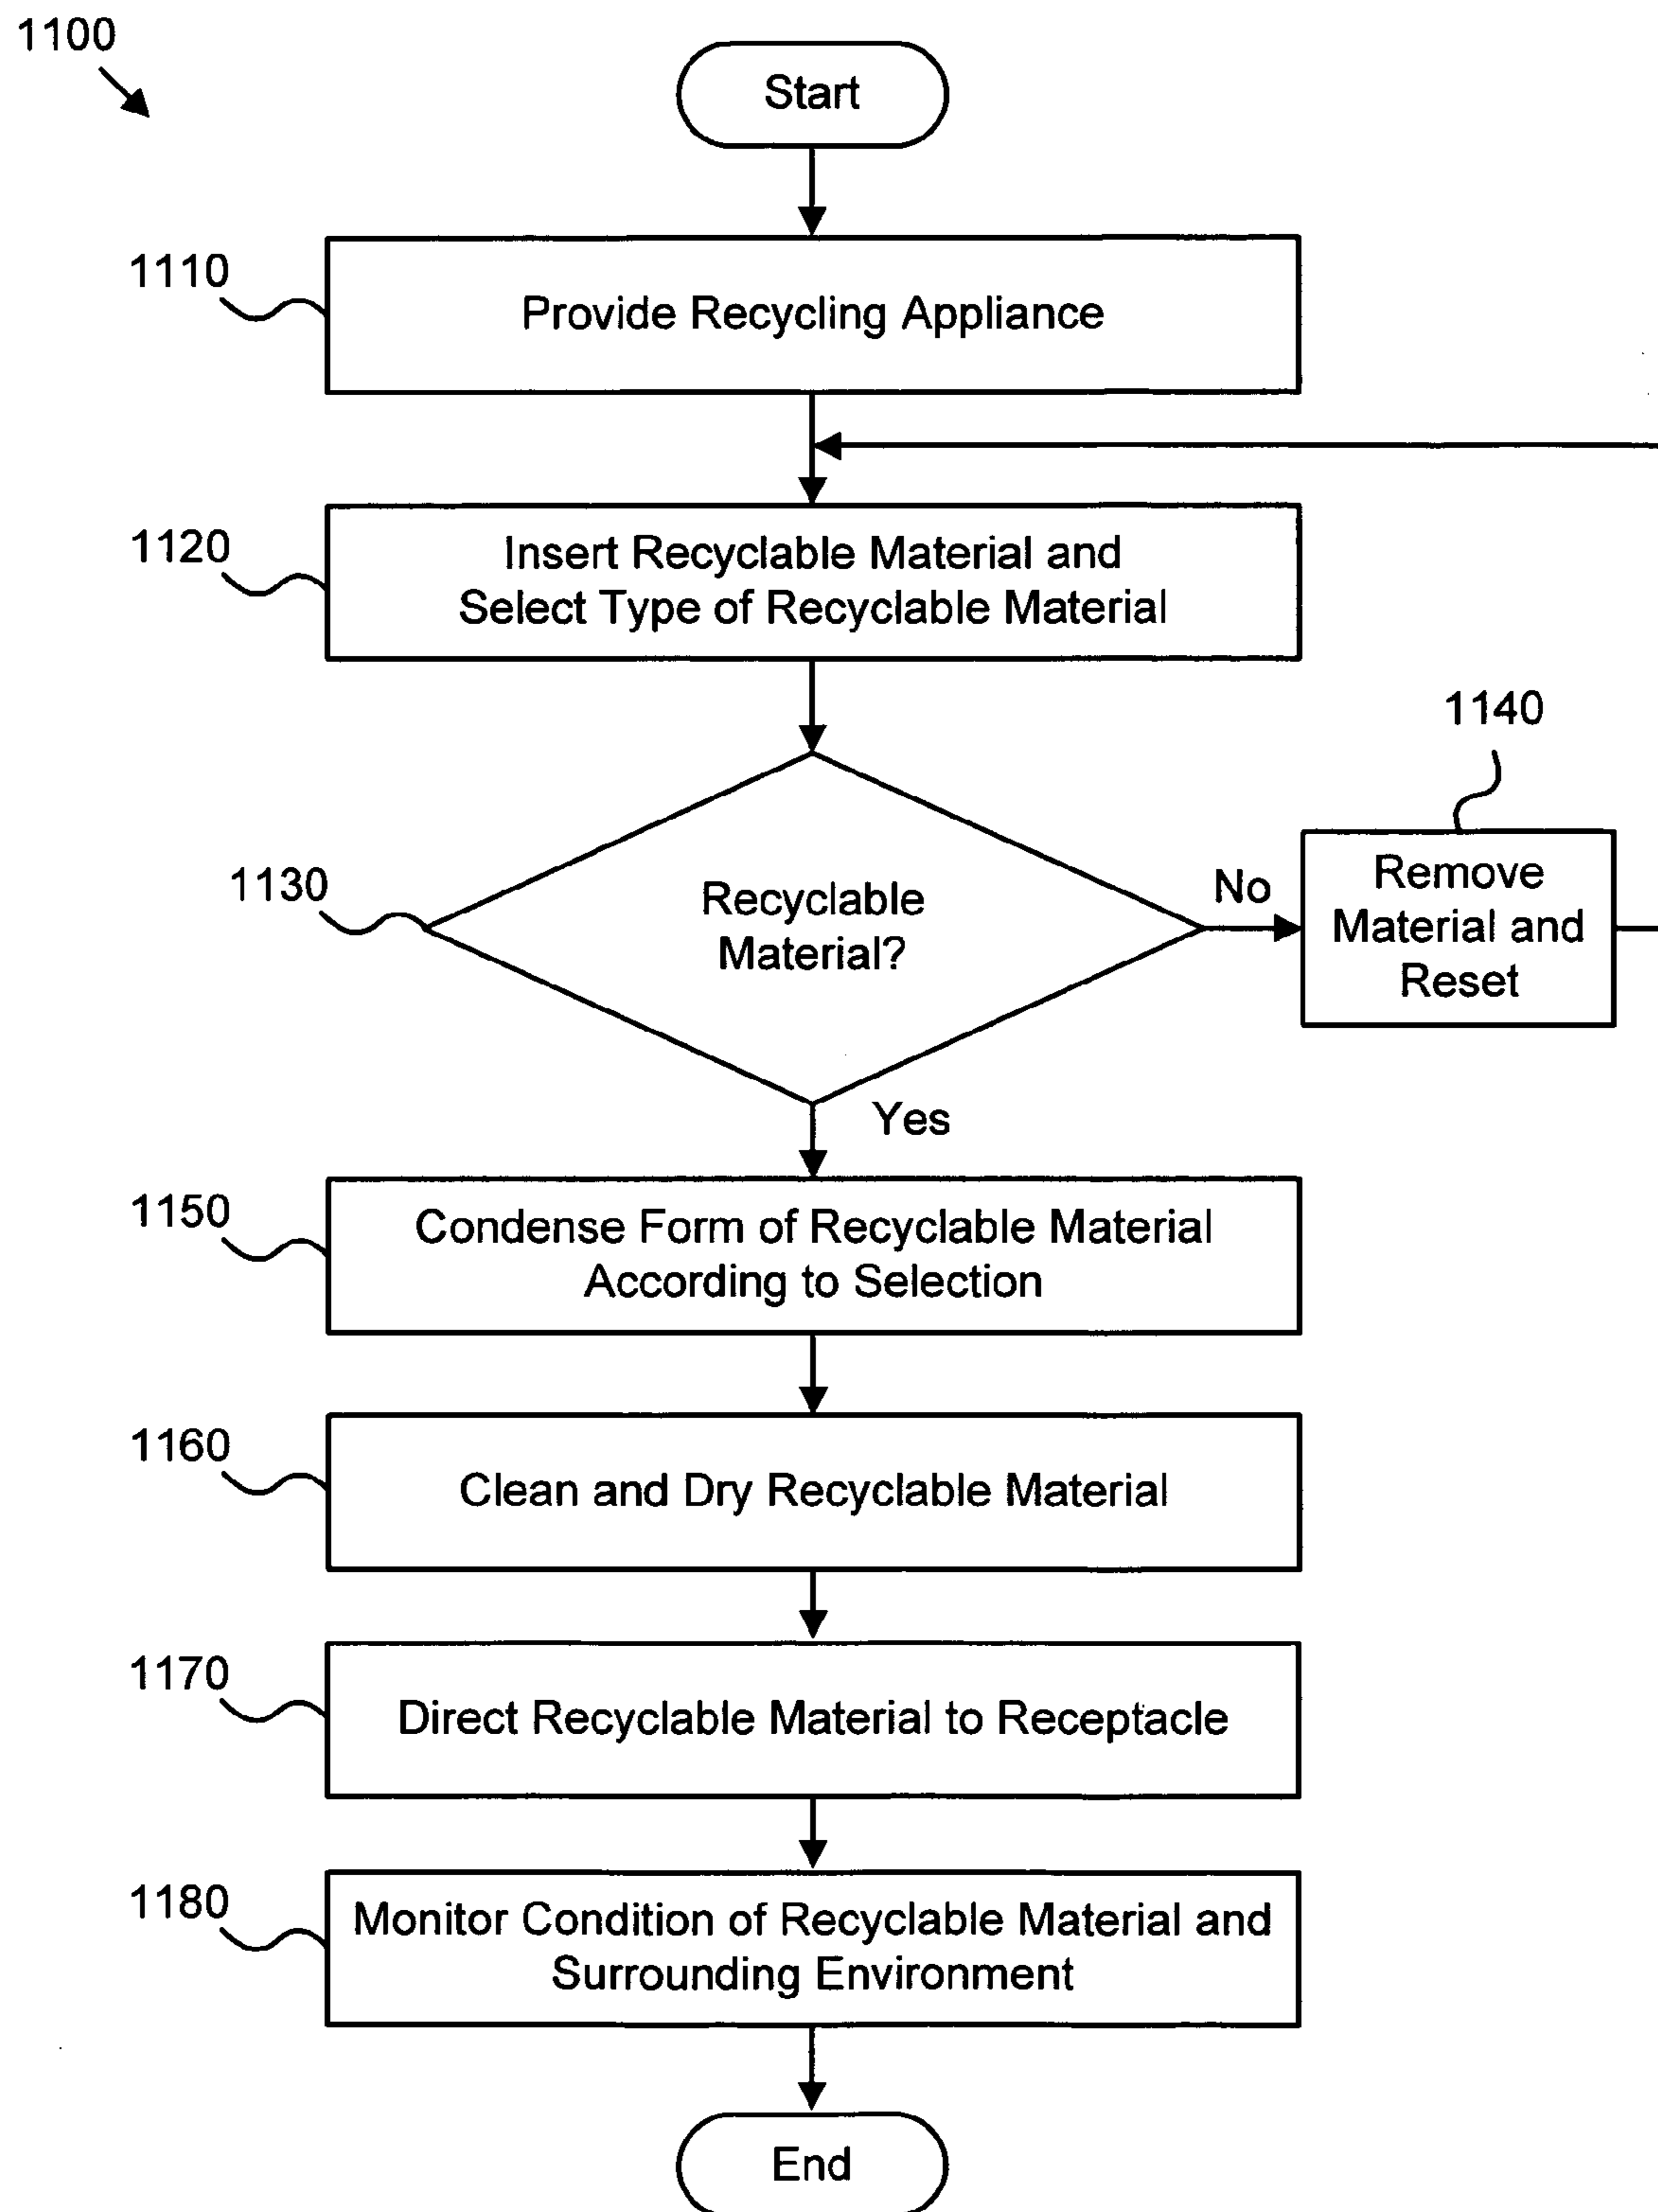 1100
Start
1110
Provide Recycling Appliance
1120
Insert Recyclable Material and
Select Type of Recyclable Material
1130
Recyclable
Material?
No
1140
Remove
Material and
Reset
Yes
1150
Condense Form of Recyclable Material
According to Selection
1160
Clean and Dry Recyclable Material
1170
Direct Recyclable Material to Receptacle
1180
Monitor Condition of Recyclable Material and
Surrounding Environment
End